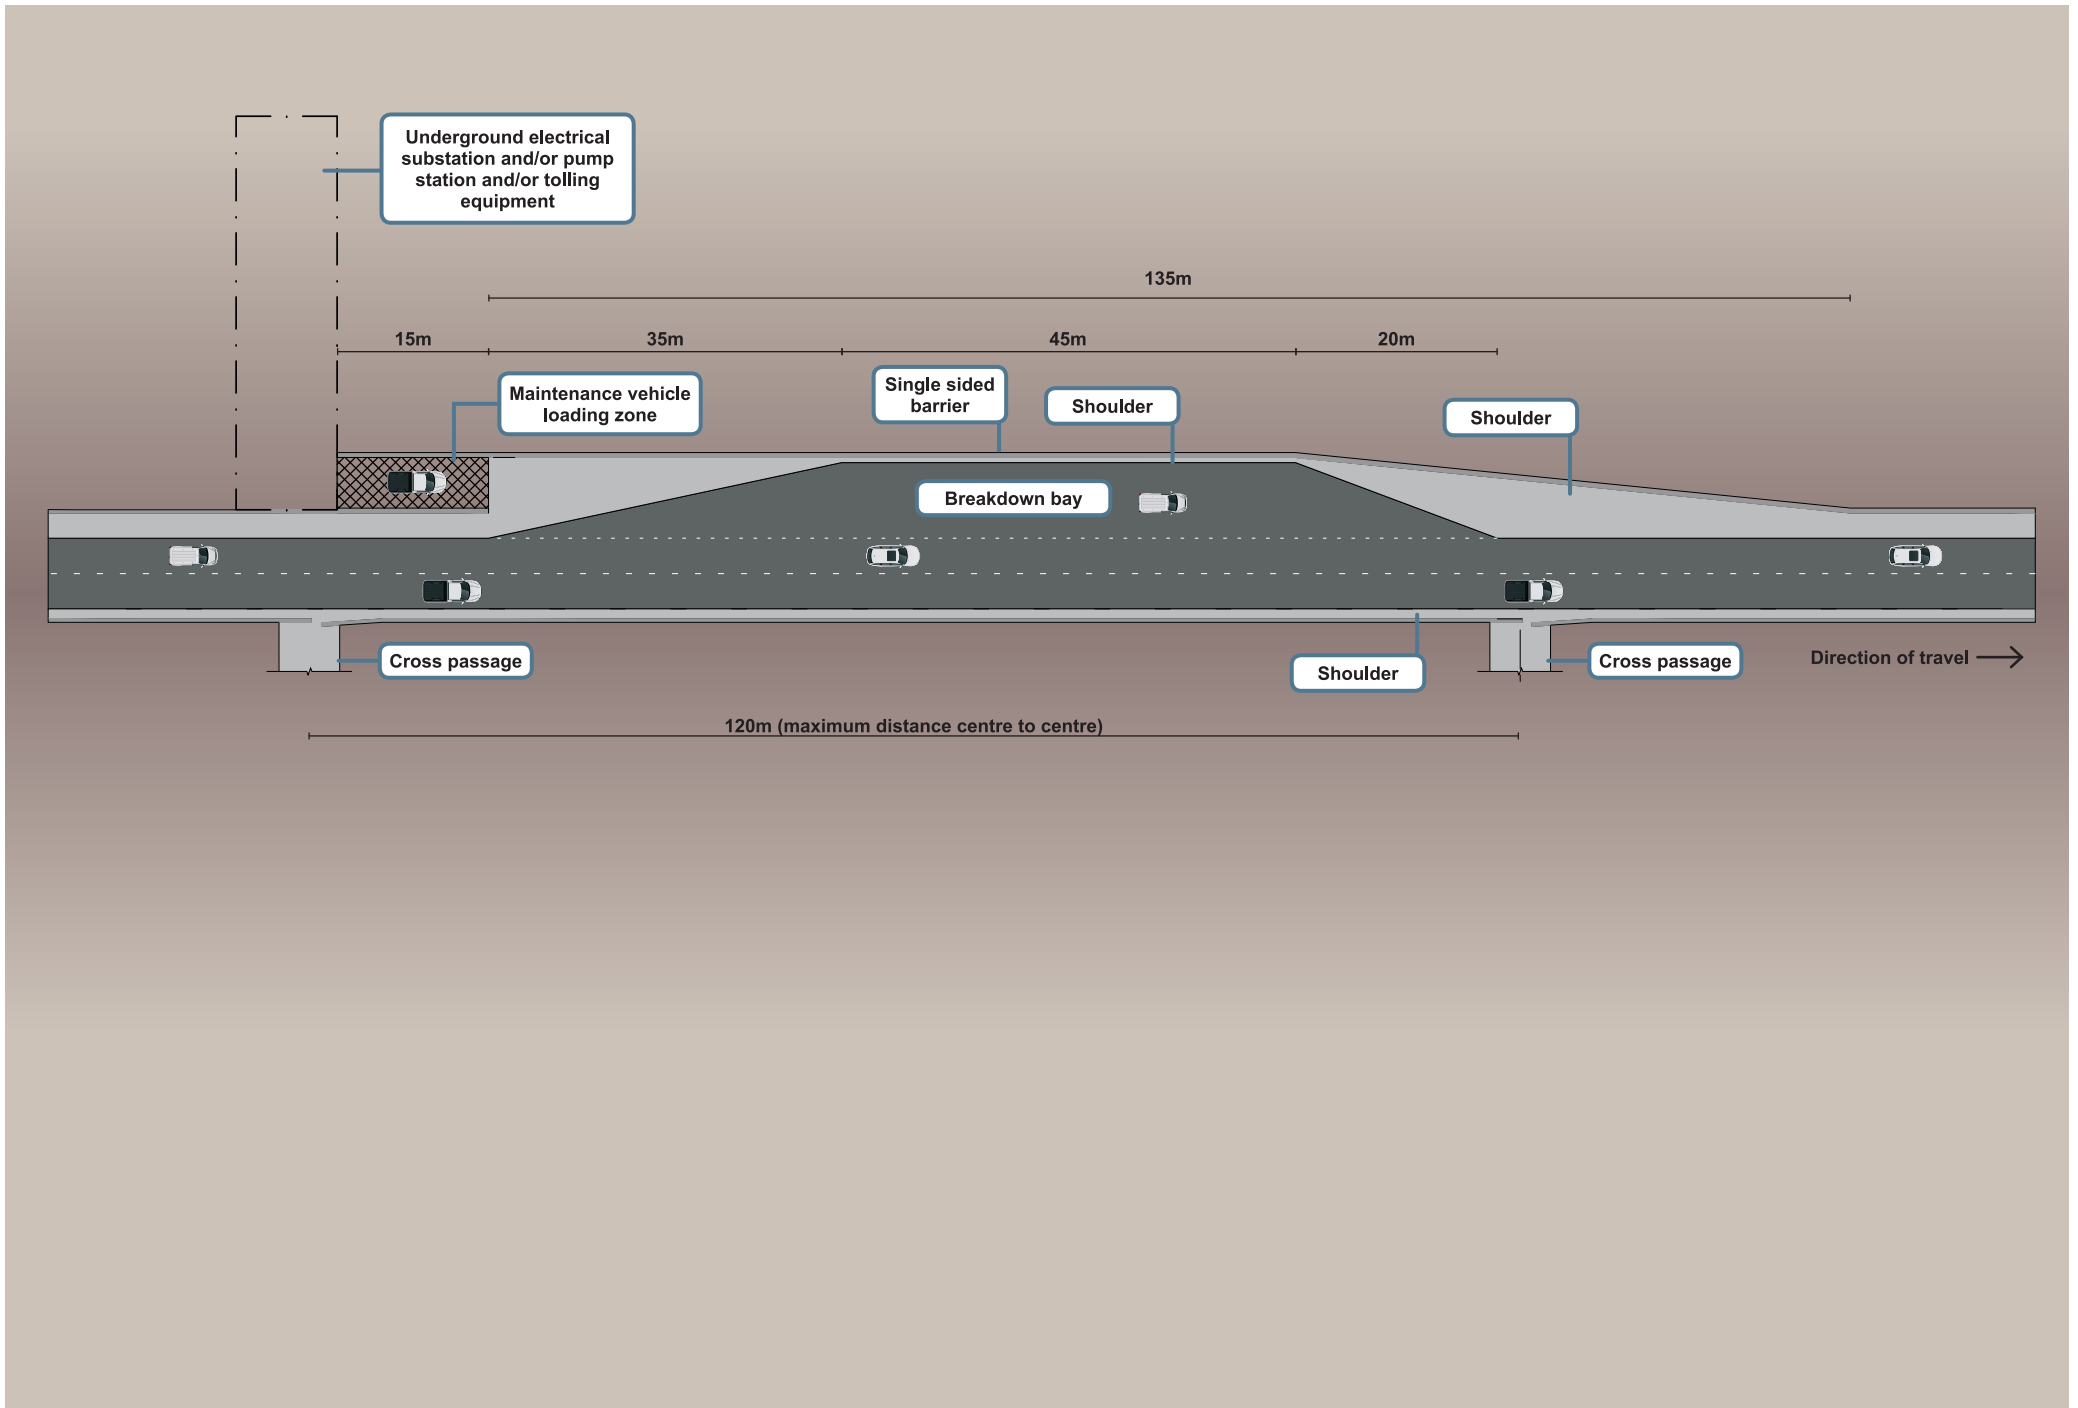 Underground electrical
substation and/or pump
station and/or tolling
equipment
135m
15m
35m
45m
20m
Maintenance vehicle
loading zone
Single sided
barrier
Shoulder
Shoulder
Breakdown bay
Cross passage
Shoulder
Cross passage
Direction of travel
120m (maximum distance centre to centre)